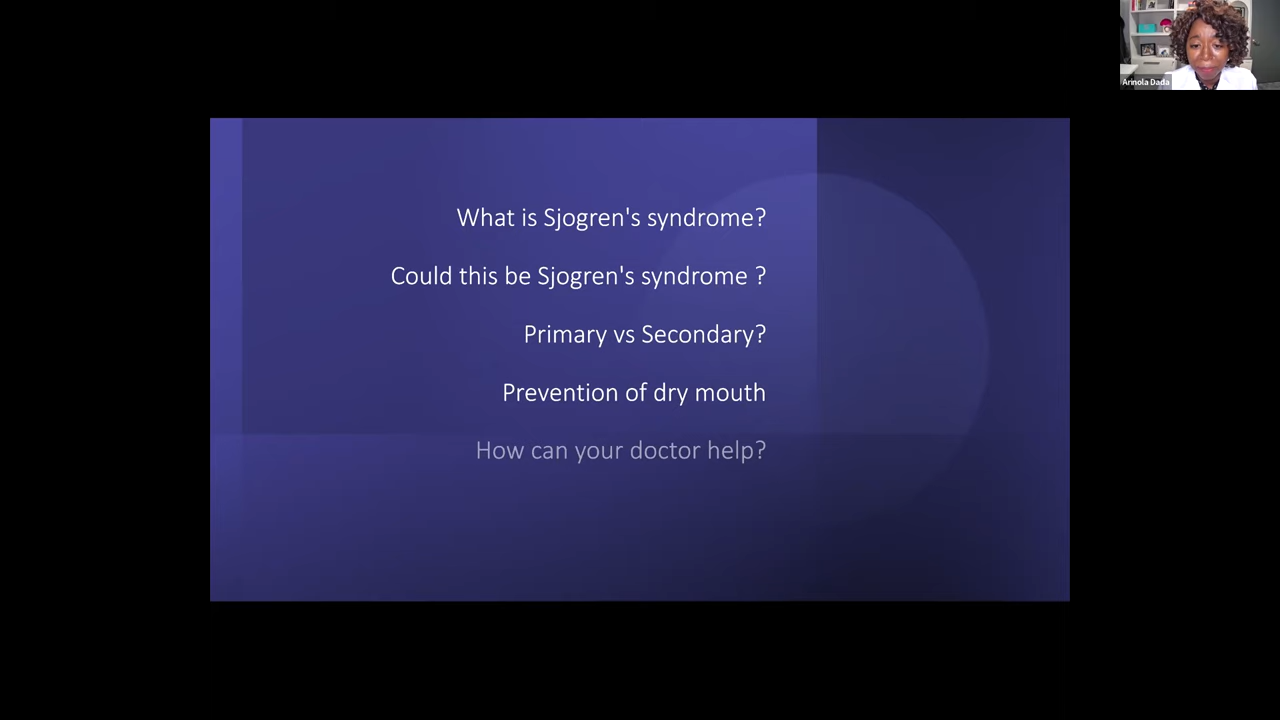 Arinola Dada
What is Sjogren's syndrome?
Could this be Sjogren's syndrome ?
Primary vs Secondary?
Prevention of dry mouth
How can your doctor help?